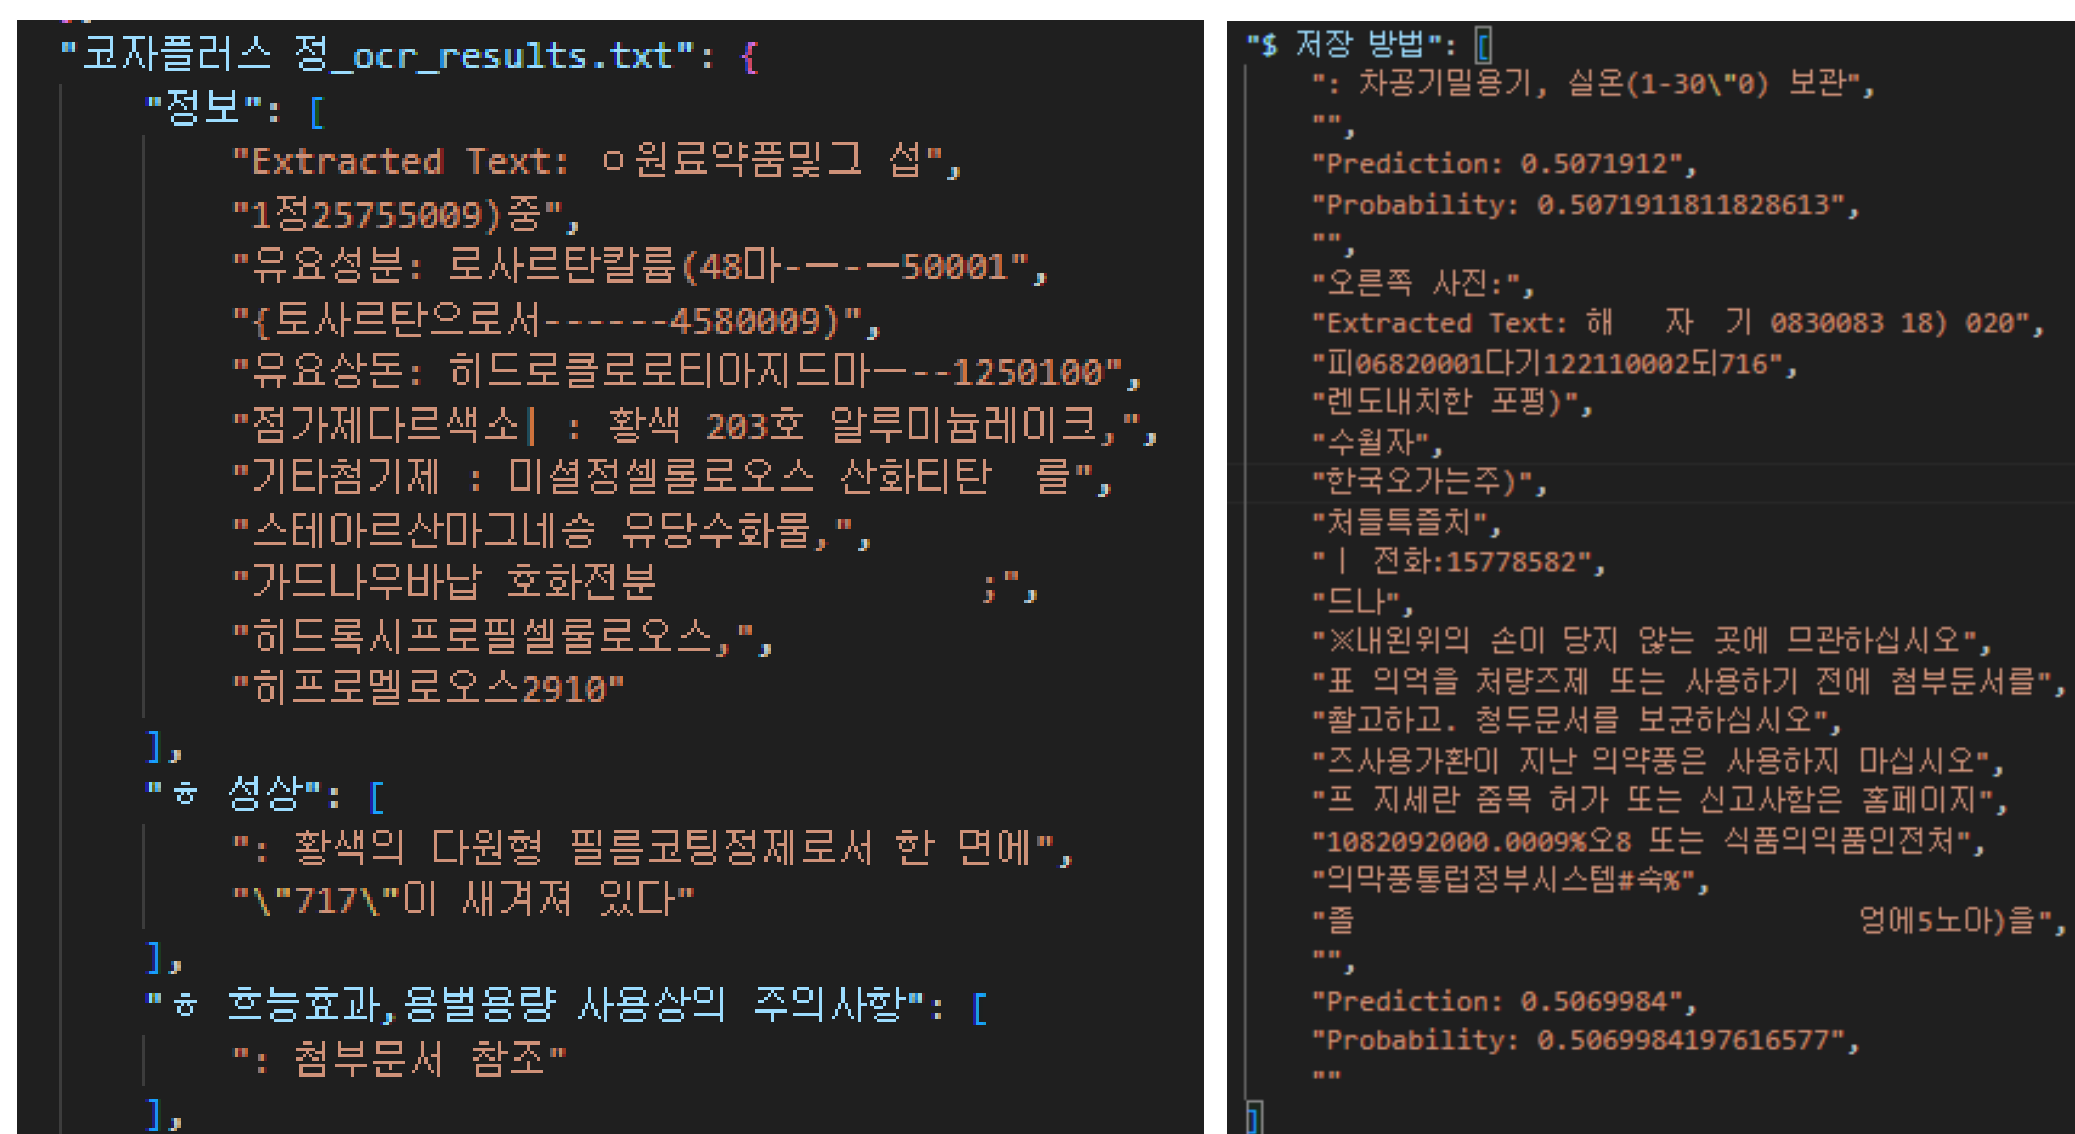 "코자플러스 정_ocr_results.txt": {
"정보": [
"Extracted Text: ㅇ원료약품및그 섭",
"1정25755009)중",
"유요성분: 로사르탄칼륨(48마-ㅡ-ㅡ50001",
"{토사르탄으로서------4580009)",
"유요상돈: 히드로클로로티아지드마ㅡ--1250100",
"점가제다르색소| : 황색 203호 알루미늄레이크,",
"기타첨기제 : 미셜정셀룰로오스 산화티탄 를",
"스테아르산마그네슘 유당수화물,",
"가드나우바납 호화전분 ;",
"히드록시프로필셀룰로오스,",
"히프로멜로오스2910"
],
"ㅎ 성상": [
": 황색의 다원형 필름코팅정제로서 한 면에",
"\"717\"이 새겨져 있다"
],
"ㅎ 흐능효과,용벌용량 사용상의 주의사항": [
": 첨부문서 참조"
],
"$ 저장 방법": [
": 차공기밀용기, 실온(1-30\"0) 보관",
"",
"Prediction: 0.5071912",
"Probability: 0.5071911811828613",
"",
"오른쪽 사진:",
"Extracted Text: 해 자 기 0830083 18) 020",
"피06820001다기122110002되716",
"렌도내치한 포평)",
"수월자",
"한국오가는주)",
"처들특즐치",
"ㅣ 전화:15778582",
"드나",
"※내왼위의 손이 당지 않는 곳에 므관하십시오",
"표 의억을 처량즈제 또는 사용하기 전에 첨부둔서를",
"촬고하고. 청두문서를 보균하심시오",
"즈사용가환이 지난 의약풍은 사용하지 마십시오",
"프 지세란 줌목 허가 또는 신고사함은 홈페이지",
"1082092000.0009%오8 또는 식품의익품인전처",
"의막풍통럽정부시스템#숙%",
"졸 엉에5노아)을",
"",
"Prediction: 0.5069984",
"Probability: 0.5069984197616577",
""
]